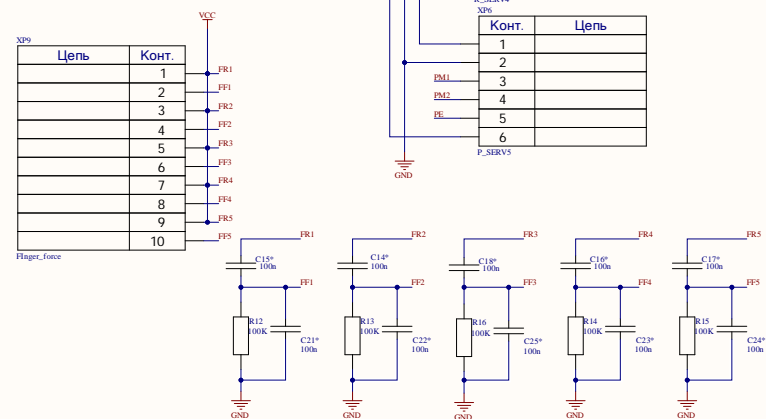 VCC
XP9
Цепь Конт.
1 FR1
2 FF1
3 FR2
4 FF2
5 FR3
6 FF3
7 FR4
8 FF4
9 FR5
10 FF5
FInger_force
XP6
Конт. Цепь
1
2
PM1 3
PM2 4
PE 5
6
P_SERV5
GND
FR1 FR2 FR3 FR4 FR5
C15* C14* C18* C16* C17*
100n 100n 100n 100n 100n
FF1 FF2 FF3 FF4 FF5
R12 R13 R16 R14 R15
100K 100K 100K 100K 100K
C21* C22* C25* C23* C24*
100n 100n 100n 100n 100n
GND GND GND GND GND